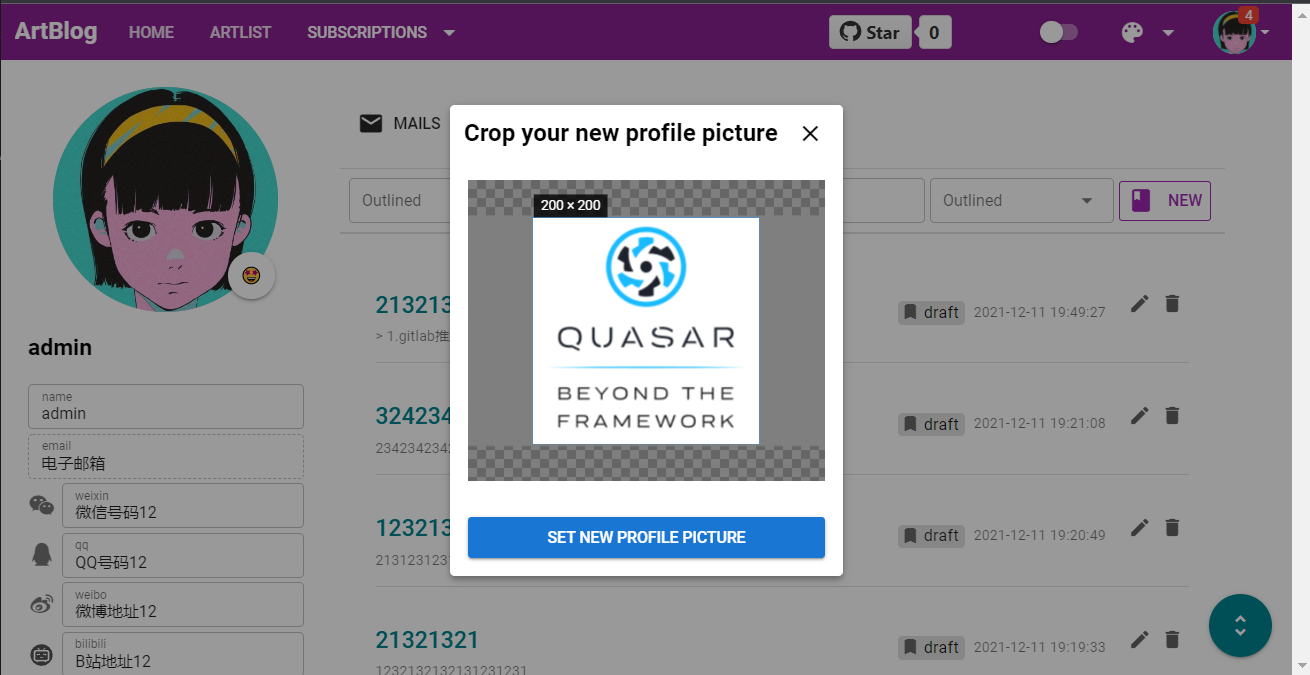 ArtBlog HOME ARTLIST SUBSCRIPTIONS Star 0 4
MAILS
Crop your new profile picture
Outlined
Outlined
NEW
200 × 200
QUASAR
BEYOND THE
FRAMEWORK
SET NEW PROFILE PICTURE
admin
name
admin
email
电子邮箱
weixin
微信号码12
qq
QQ号码12
weibo
微博地址12
bilibili
B站地址12
213213
draft 2021-12-11 19:49:27
> 1.gitlab推
324234
draft 2021-12-11 19:21:08
234234234
123213
draft 2021-12-11 19:20:49
213123123
21321321
draft 2021-12-11 19:19:33